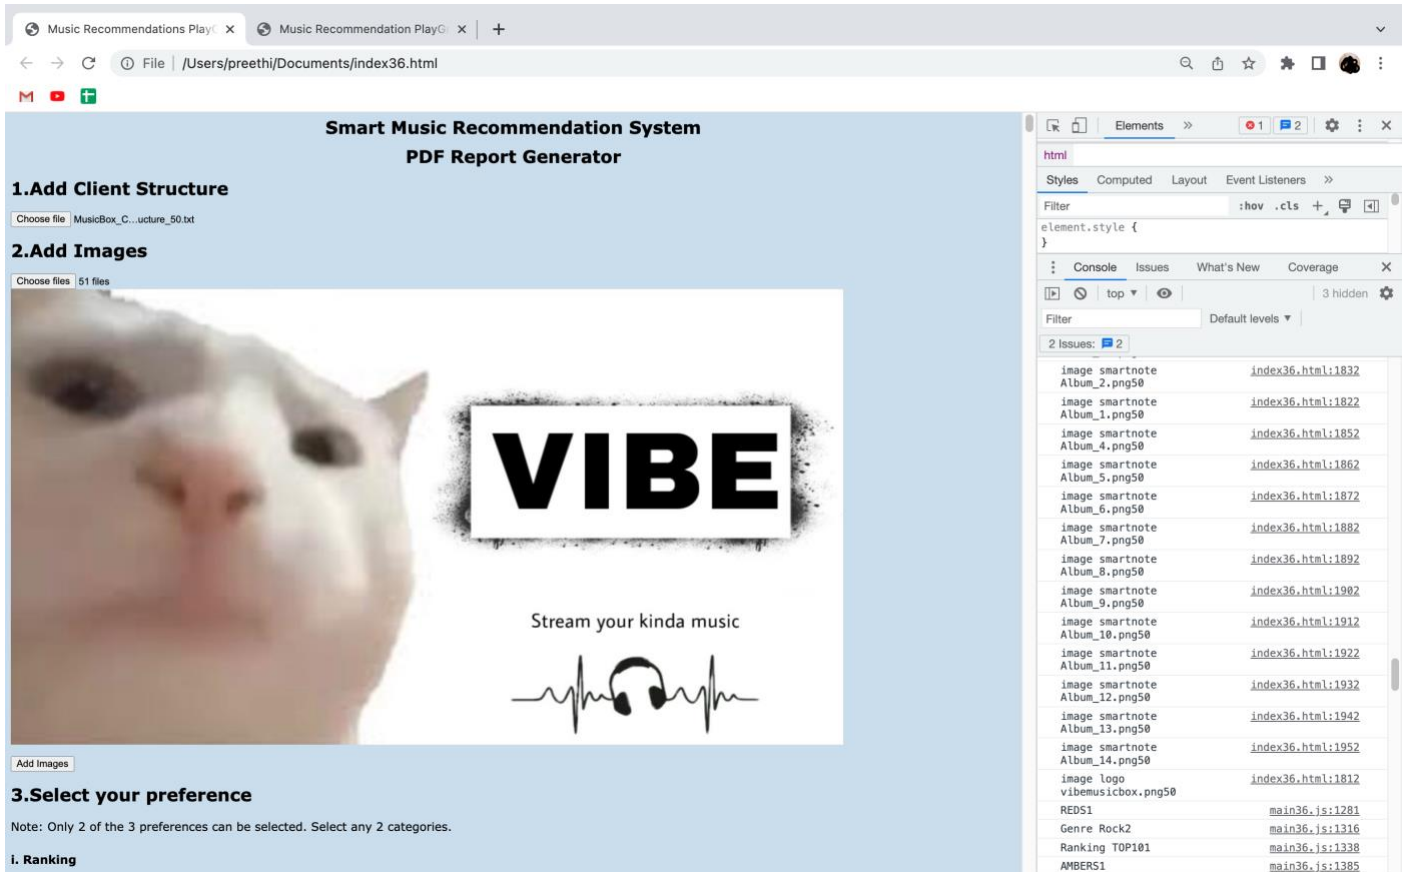 Music Recommendations PlayG
Music Recommendation PlayG
File | /Users/preethi/Documents/index36.html
Smart Music Recommendation System
PDF Report Generator
1.Add Client Structure
Choose file MusicBox_C...ucture_50.txt
2.Add Images
Choose files 51 files
VIBE
Stream your kinda music
Add Images
3.Select your preference
Note: Only 2 of the 3 preferences can be selected. Select any 2 categories.
i. Ranking
Elements » 1 2
html
Styles Computed Layout Event Listeners »
Filter :hov .cls +
element.style {
}
Console Issues What's New Coverage
top ▼ 3 hidden
Filter Default levels ▼
2 Issues: 2
image smartnote index36.html:1832
Album_2.png50
image smartnote index36.html:1822
Album_1.png50
image smartnote index36.html:1852
Album_4.png50
image smartnote index36.html:1862
Album_5.png50
image smartnote index36.html:1872
Album_6.png50
image smartnote index36.html:1882
Album_7.png50
image smartnote index36.html:1892
Album_8.png50
image smartnote index36.html:1902
Album_9.png50
image smartnote index36.html:1912
Album_10.png50
image smartnote index36.html:1922
Album_11.png50
image smartnote index36.html:1932
Album_12.png50
image smartnote index36.html:1942
Album_13.png50
image smartnote index36.html:1952
Album_14.png50
image logo index36.html:1812
vibemusicbox.png50
REDS1 main36.js:1281
Genre Rock2 main36.js:1316
Ranking TOP101 main36.js:1338
AMBERS1 main36.js:1385